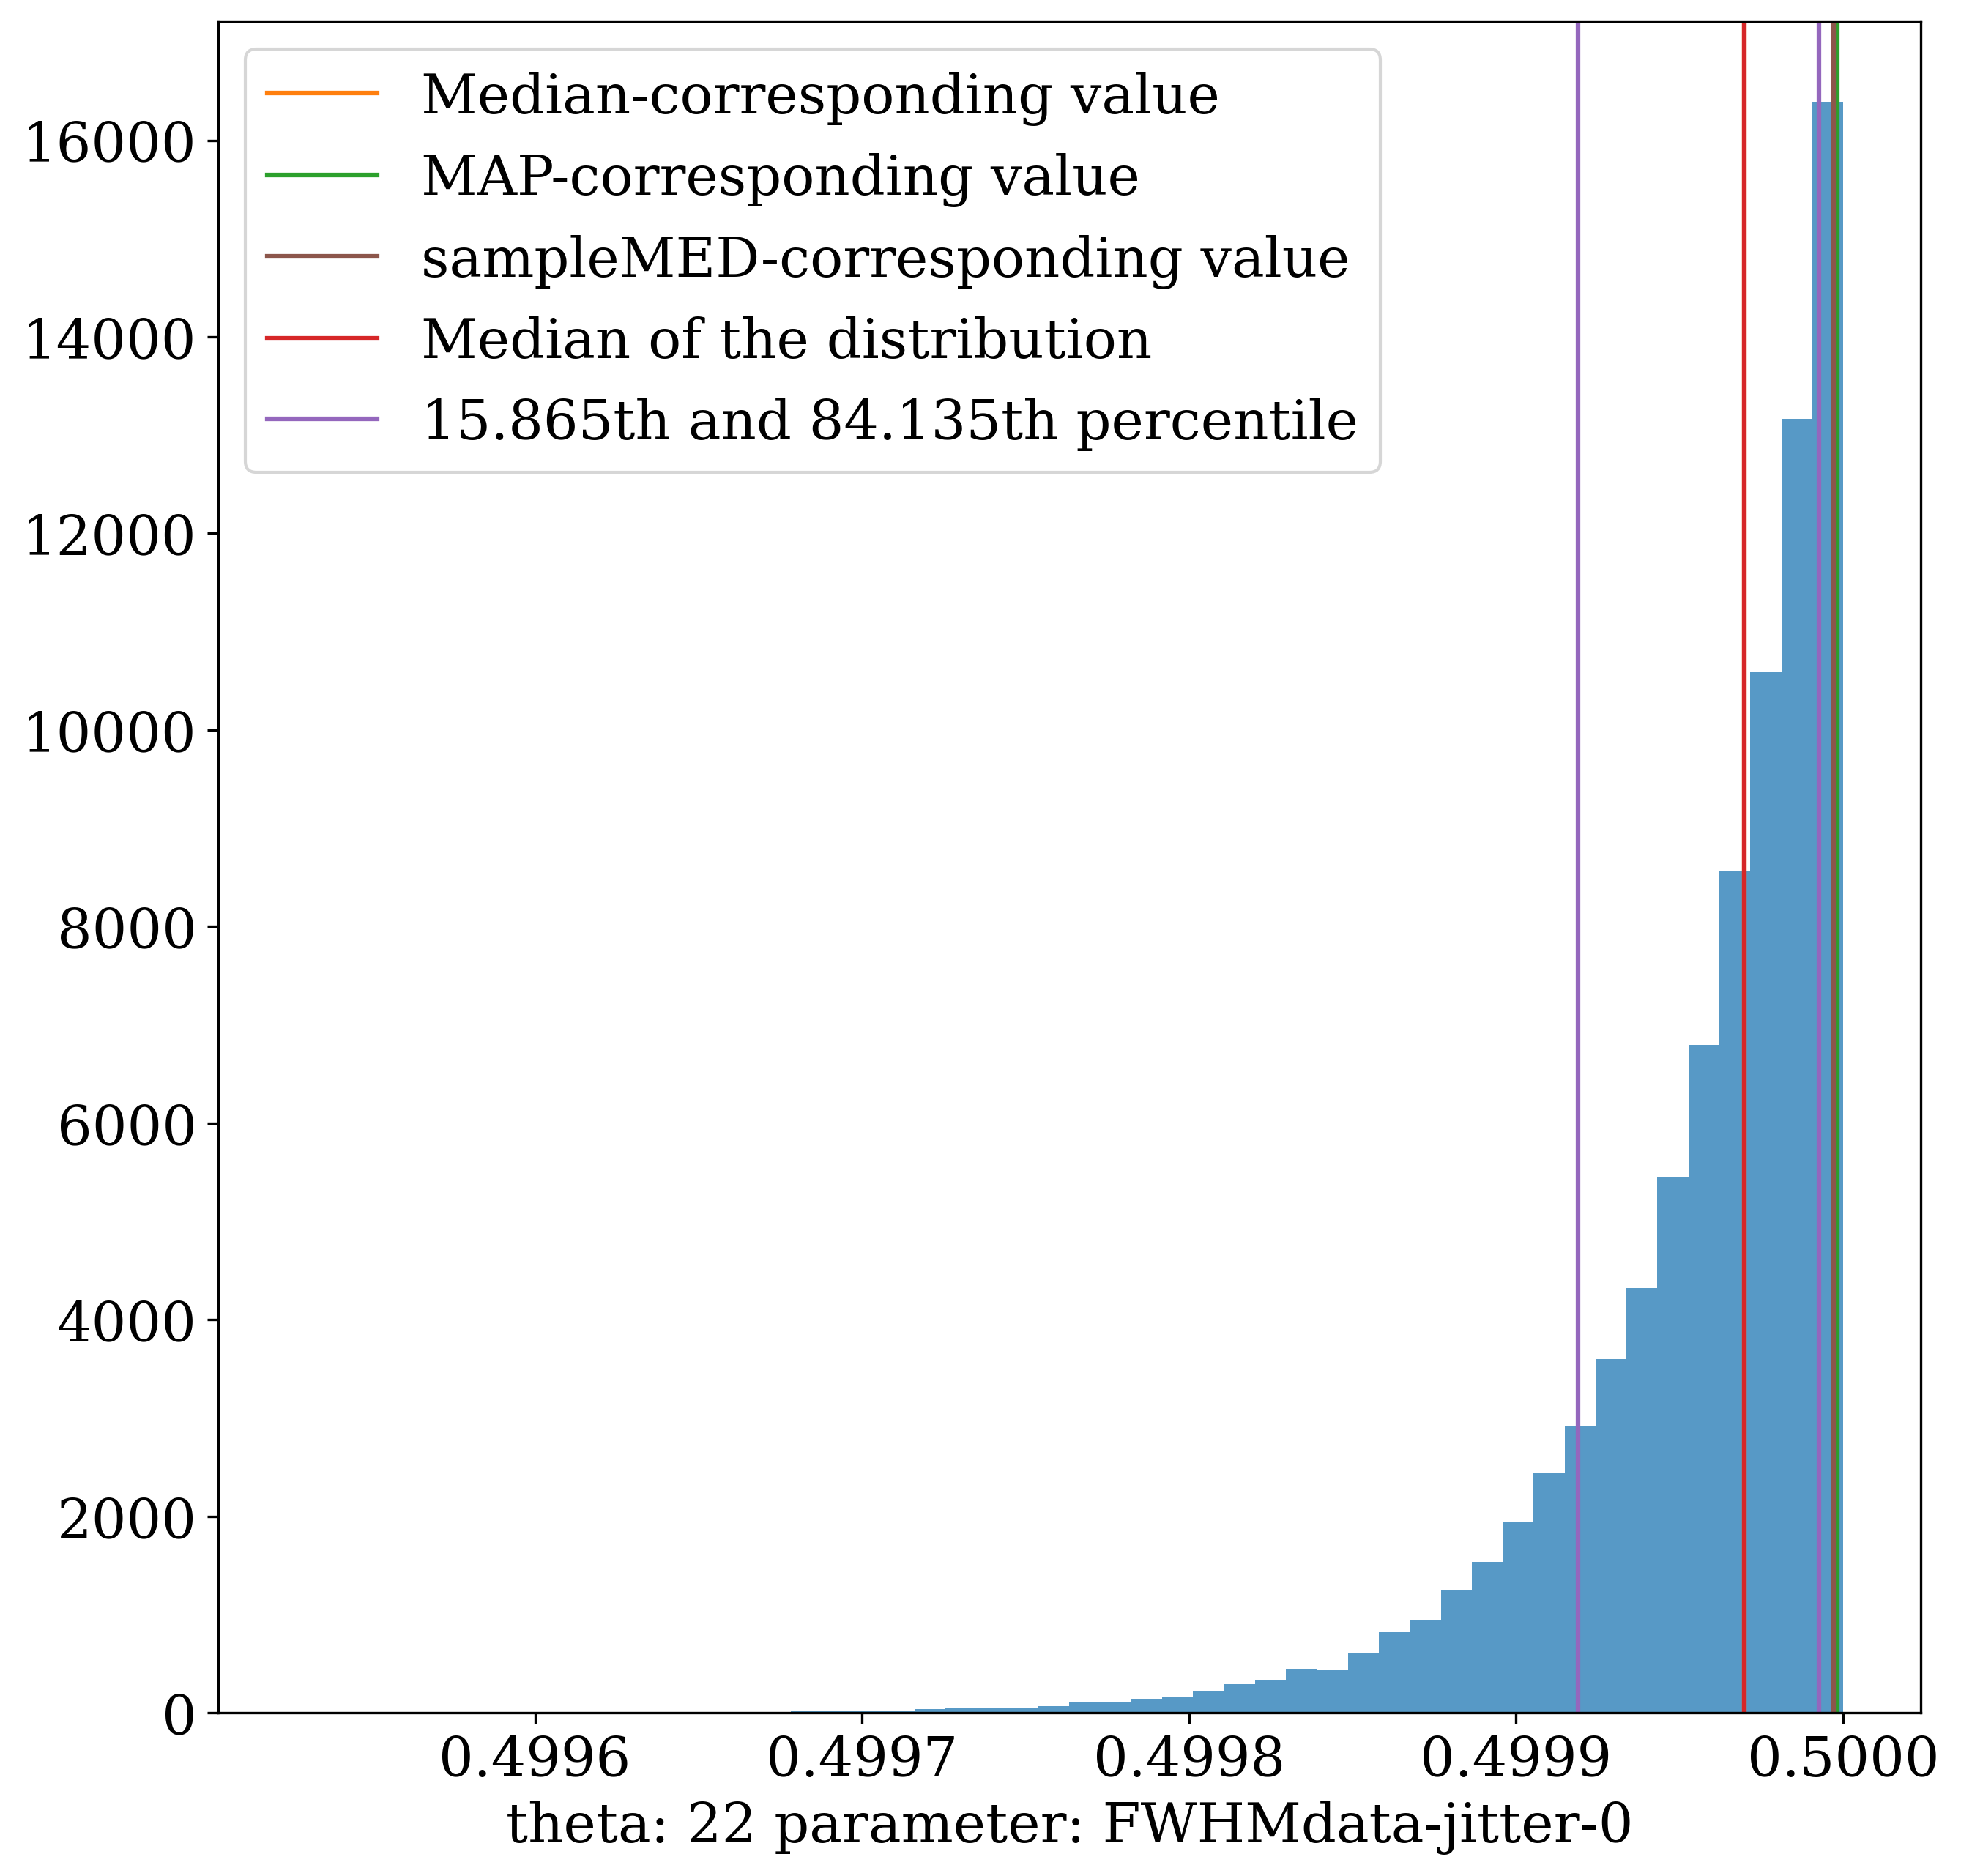 Median-corresponding value
MAP-corresponding value
sampleMED-corresponding value
Median of the distribution
15.865th and 84.135th percentile
16000
14000
12000
10000
8000
6000
4000
2000
0
0.4996 0.4997 0.4998 0.4999 0.5000
theta: 22 parameter: FWHMdata-jitter-0